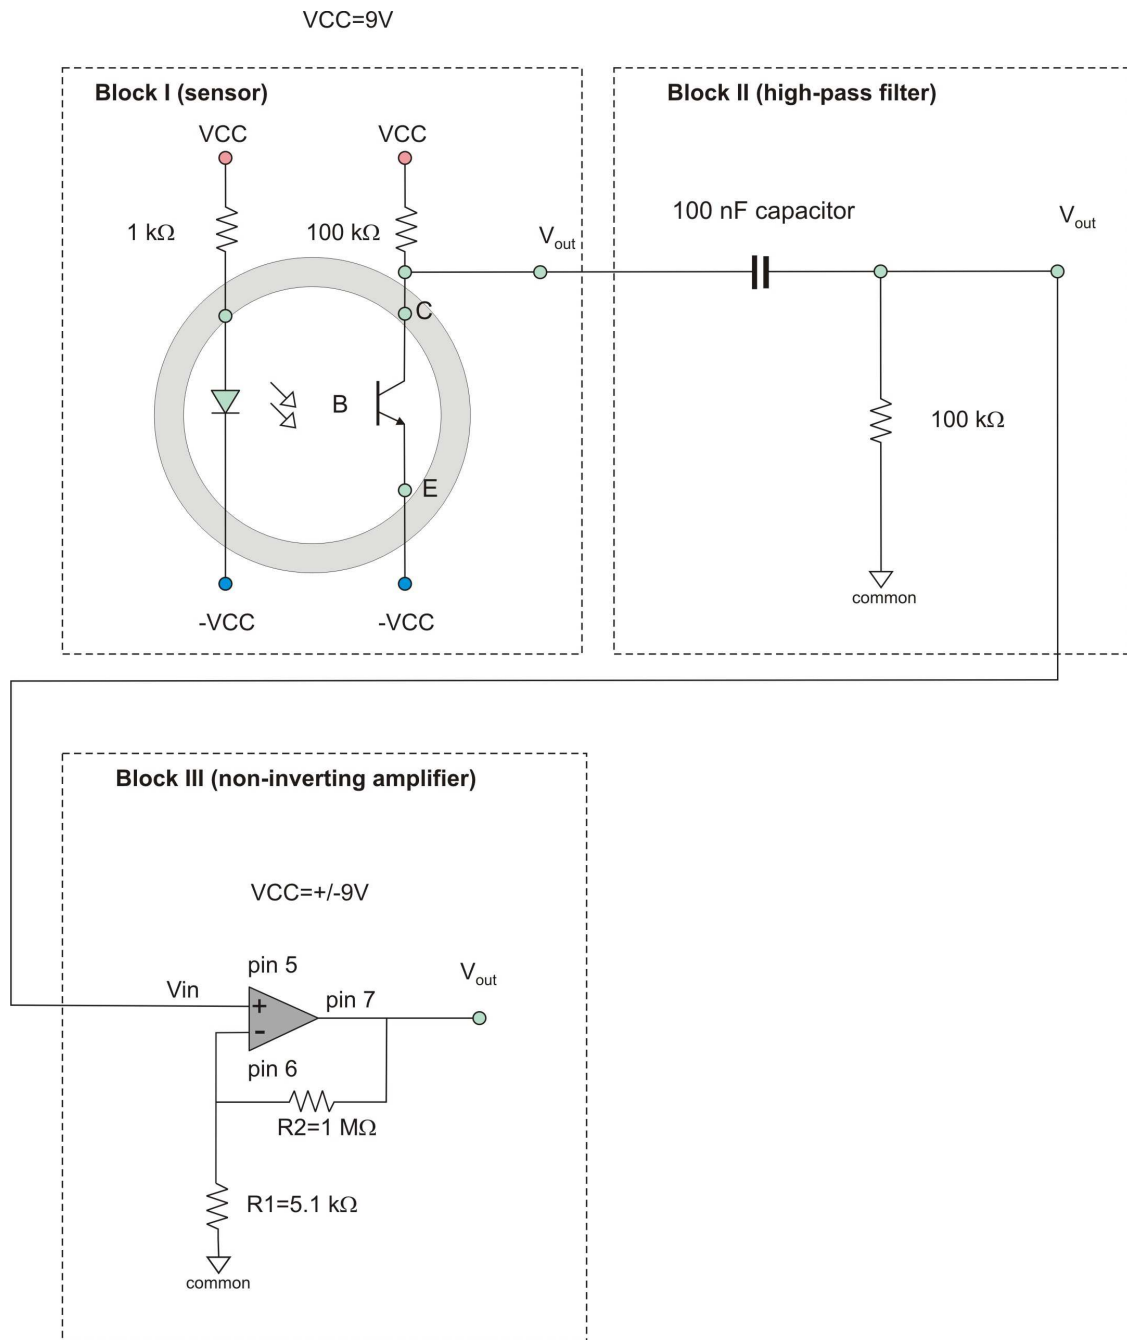 VCC=9V
Block I (sensor)
VCC
VCC
1 kΩ
100 kΩ
Vout
C
B
E
-VCC
-VCC
Block II (high-pass filter)
100 nF capacitor
Vout
100 kΩ
common
Block III (non-inverting amplifier)
VCC=+/-9V
pin 5
Vin
+
-
pin 7
Vout
pin 6
R2=1 MΩ
R1=5.1 kΩ
common